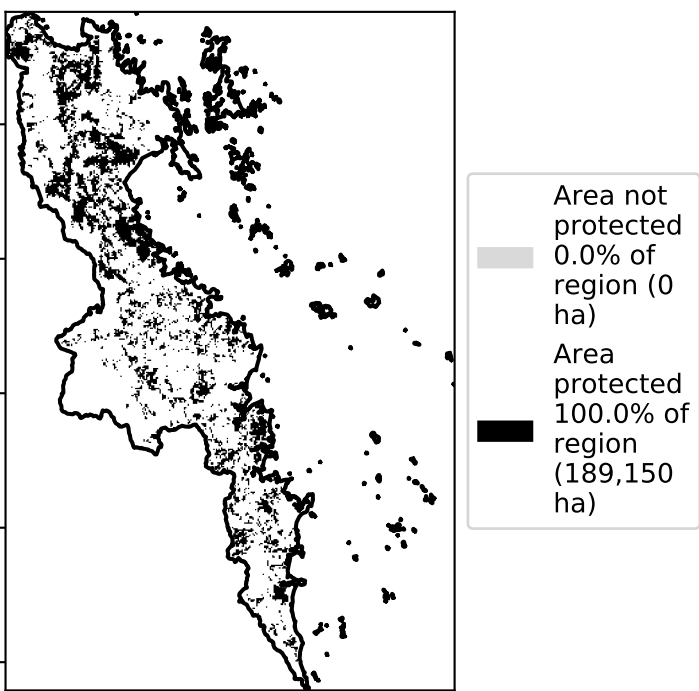 Area not
protected
0.0% of
region (0
ha)
Area
protected
100.0% of
region
(189,150
ha)